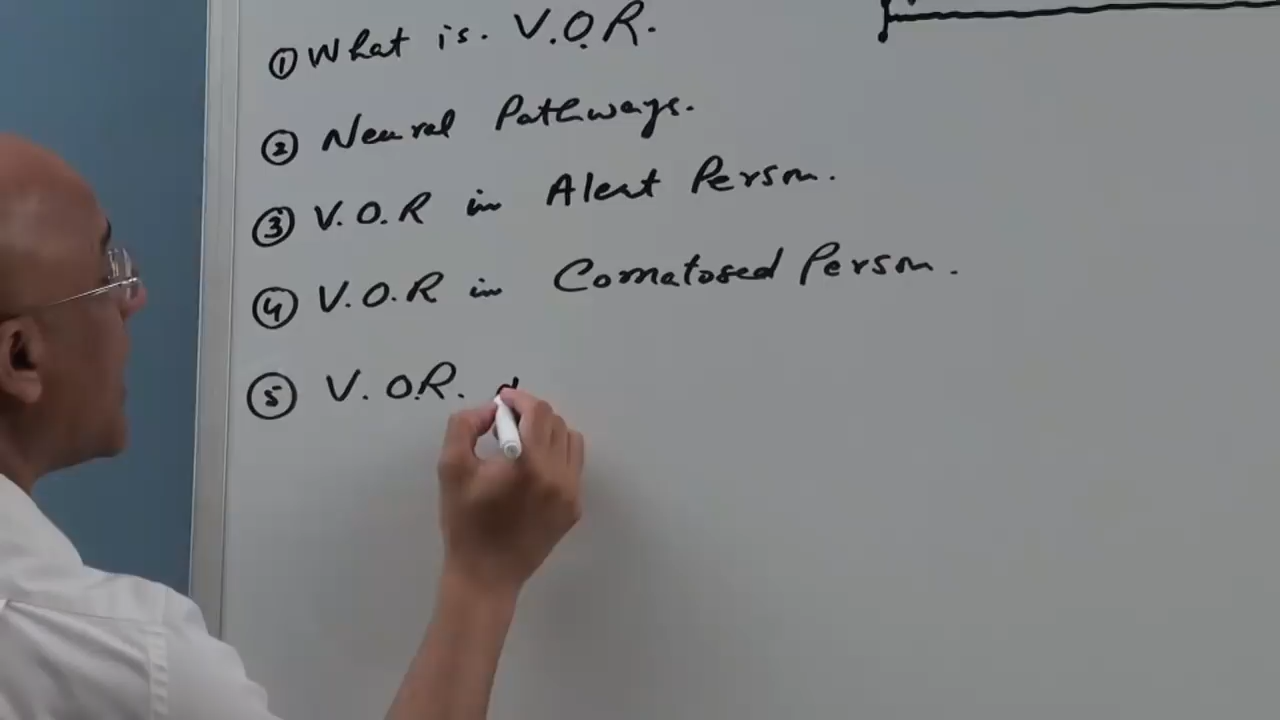 ① What is. V.O.R.
② Neural Pathways.
③ V.O.R in Alert Person.
④ V.O.R in Comatosed Person.
⑤ V.O.R.